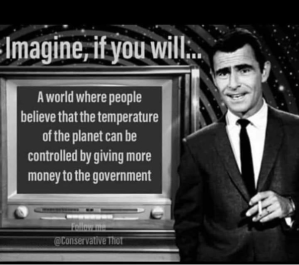 Imagine, if you will...
A world where people
believe that the temperature
of the planet can be
controlled by giving more
money to the government
Follow me
@Conservative Thot